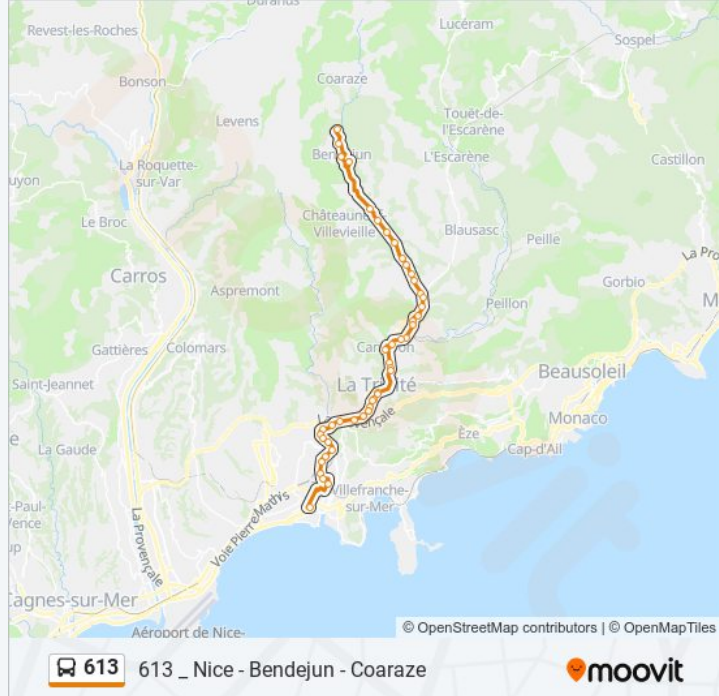 Duranus
Revest-les-Roches
Lucéram
Sospel
Bonson
Coaraze
Levens
Touët-de-
l'Escarène
Bendejun
L'Escarène
Castillon
La Roquette-
sur-Var
Le Broc
Châteauneuf-
Villevieille
Blausasc
Peille
Carros
Aspremont
Gorbio
Peillon
Gattières
Colomars
Beausoleil
Saint-Jeannet
La Trinité
Monaco
Èze
Cap-d'Ail
La Gaude
Villefranche-
sur-Mer
Voie Pierre-Mathis
La Provençale
Cagnes-sur-Mer
Aéroport de Nice-
© OpenStreetMap contributors | © OpenMapTiles
613 613 _ Nice - Bendejun - Coaraze
moovit